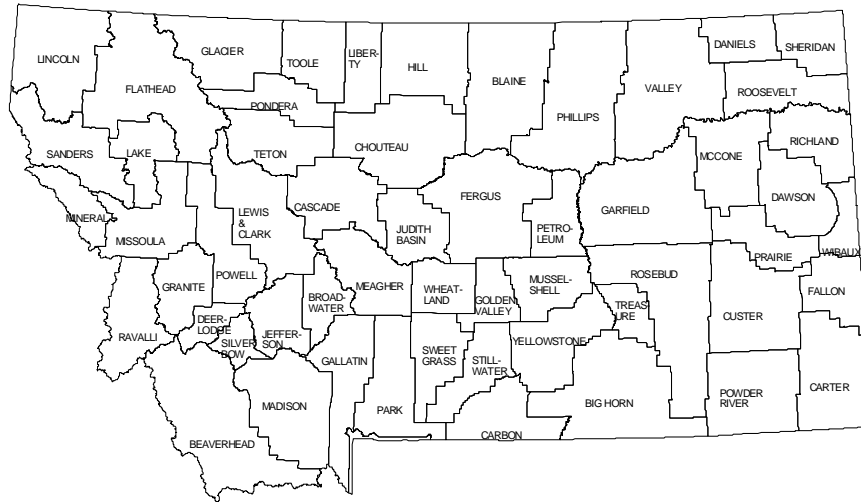 LINCOLN
FLATHEAD
GLACIER
TOOLE
LIBER-
TY
HILL
BLAINE
PHILLIPS
VALLEY
DANIELS
SHERIDAN
ROOSEVELT
PONDERA
SANDERS
LAKE
TETON
CHOUTEAU
MCCONE
RICHLAND
MINERAL
MISSOULA
LEWIS
&
CLARK
CASCADE
JUDITH
BASIN
FERGUS
PETRO-
LEUM
GARFIELD
DAWSON
PRAIRIE
WIBAUX
GRANITE
POWELL
BROAD-
WATER
MEAGHER
WHEAT-
LAND
GOLDEN
VALLEY
MUSSEL-
SHELL
ROSEBUD
TREAS-
URE
CUSTER
FALLON
RAVALLI
DEER-
LODGE
SILVER
BOW
JEFFER-
SON
GALLATIN
SWEET
GRASS
STILL-
WATER
YELLOWSTONE
BEAVERHEAD
MADISON
PARK
CARBON
BIG HORN
POWDER
RIVER
CARTER